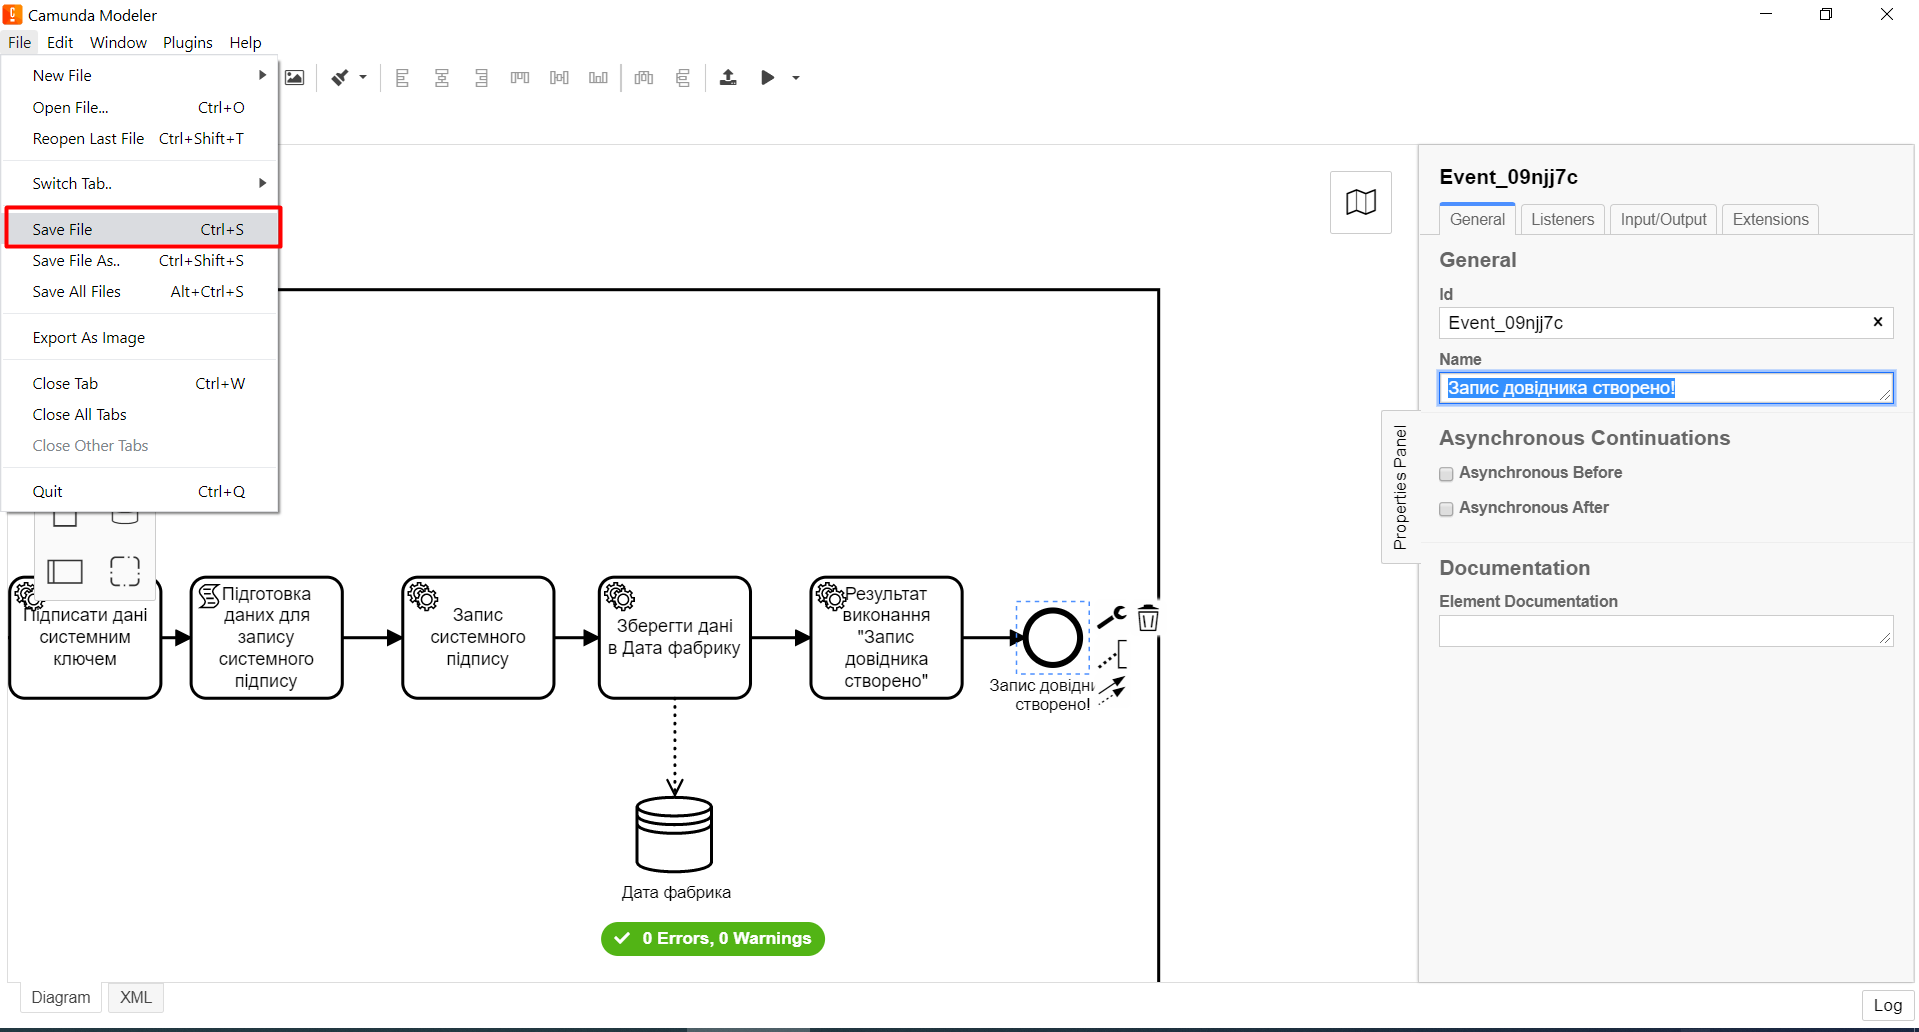 Camunda Modeler
File Edit Window Plugins Help
New File
Open File... Ctrl+O
Reopen Last File Ctrl+Shift+T
Switch Tab..
Save File Ctrl+S
Save File As.. Ctrl+Shift+S
Save All Files Alt+Ctrl+S
Export As Image
Close Tab Ctrl+W
Close All Tabs
Close Other Tabs
Quit Ctrl+Q
Підписати дані
системним
ключем
Підготовка
даних для
запису
системного
підпису
Запис
системного
підпису
Зберегти дані
в Дата фабрику
Результат
виконання
"Запис
довідника
створено"
Запис довідни
створено!
Дата фабрика
0 Errors, 0 Warnings
Properties Panel
Event_09njj7c
General Listeners Input/Output Extensions
General
Id
Event_09njj7c
Name
Запис довідника створено!
Asynchronous Continuations
Asynchronous Before
Asynchronous After
Documentation
Element Documentation
Diagram XML
Log